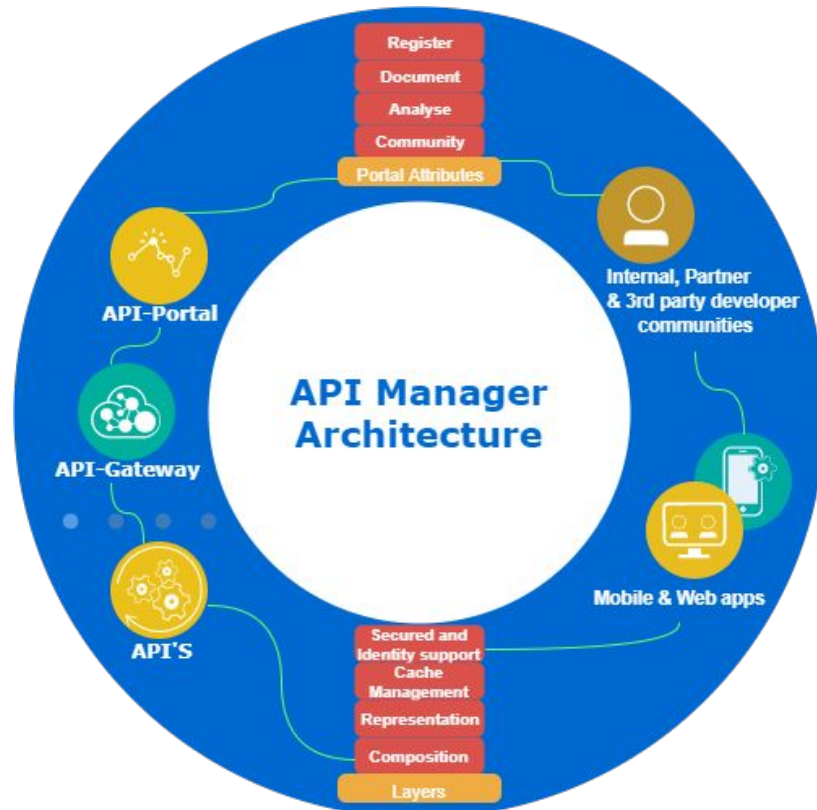 Register
Document
Analyse
Community
Portal Attributes
API-Portal
Internal, Partner
& 3rd party developer
communities
API Manager
Architecture
API-Gateway
API'S
Mobile & Web apps
Secured and
Identity support
Cache
Management
Representation
Composition
Layers